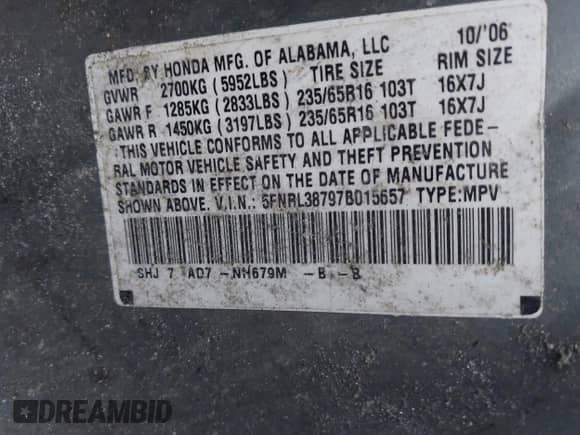 MFD. BY HONDA MFG. OF ALABAMA, LLC 10/'06
GVWR 2700KG (5952LBS) TIRE SIZE RIM SIZE
GAWR F 1285KG (2833LBS) 235/65R16 103T 16X7J
GAWR R 1450KG (3197LBS) 235/65R16 103T 16X7J
THIS VEHICLE CONFORMS TO ALL APPLICABLE FEDE-
RAL MOTOR VEHICLE SAFETY AND THEFT PREVENTION
STANDARDS IN EFFECT ON THE DATE OF MANUFACTURE
SHOWN ABOVE. V.I.N.: 5FNRL38797B015657 TYPE:MPV
SHJ 7 AD7 -NH679M -B -B
DREAMBID